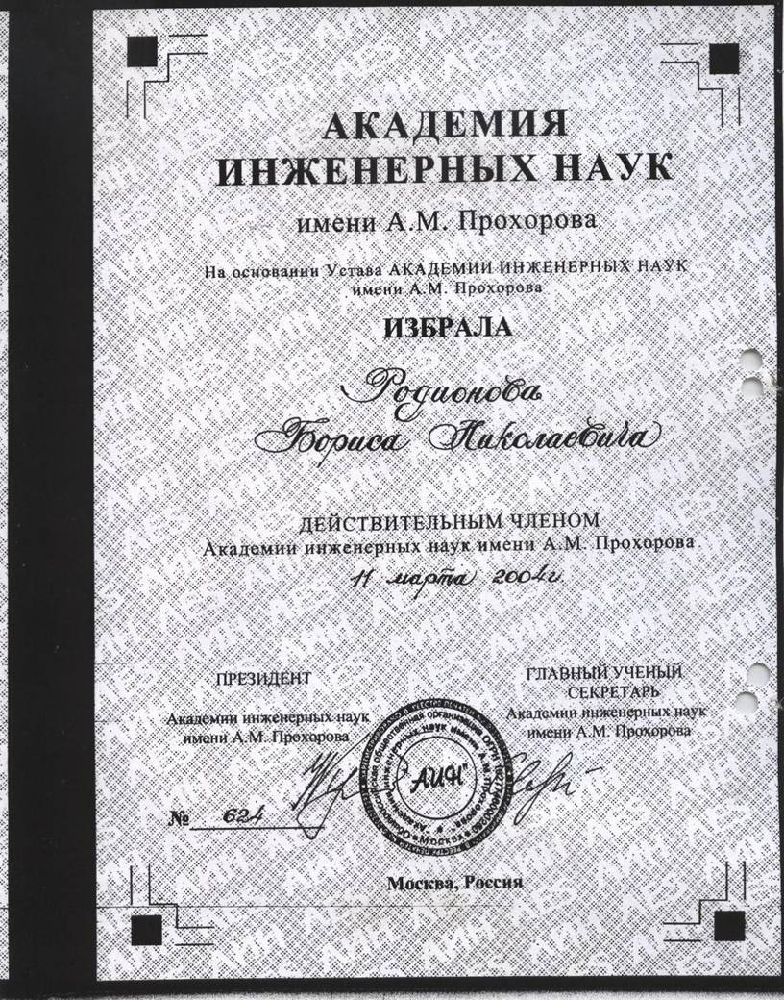 АКАДЕМИЯ
ИНЖЕНЕРНЫХ НАУК
имени А.М. Прохорова
На основании Устава АКАДЕМИИ ИНЖЕНЕРНЫХ НАУК
имени А.М. Прохорова
ИЗБРАЛА
Родионова
Бориса Николаевича
ДЕЙСТВИТЕЛЬНЫМ ЧЛЕНОМ
Академии инженерных наук имени А.М. Прохорова
11 марта 2004г.
ПРЕЗИДЕНТ
Академии инженерных наук
имени А.М. Прохорова
ГЛАВНЫЙ УЧЕНЫЙ
СЕКРЕТАРЬ
Академии инженерных наук
имени А.М. Прохорова
"АИН"
Москва
№ 624
Москва, Россия